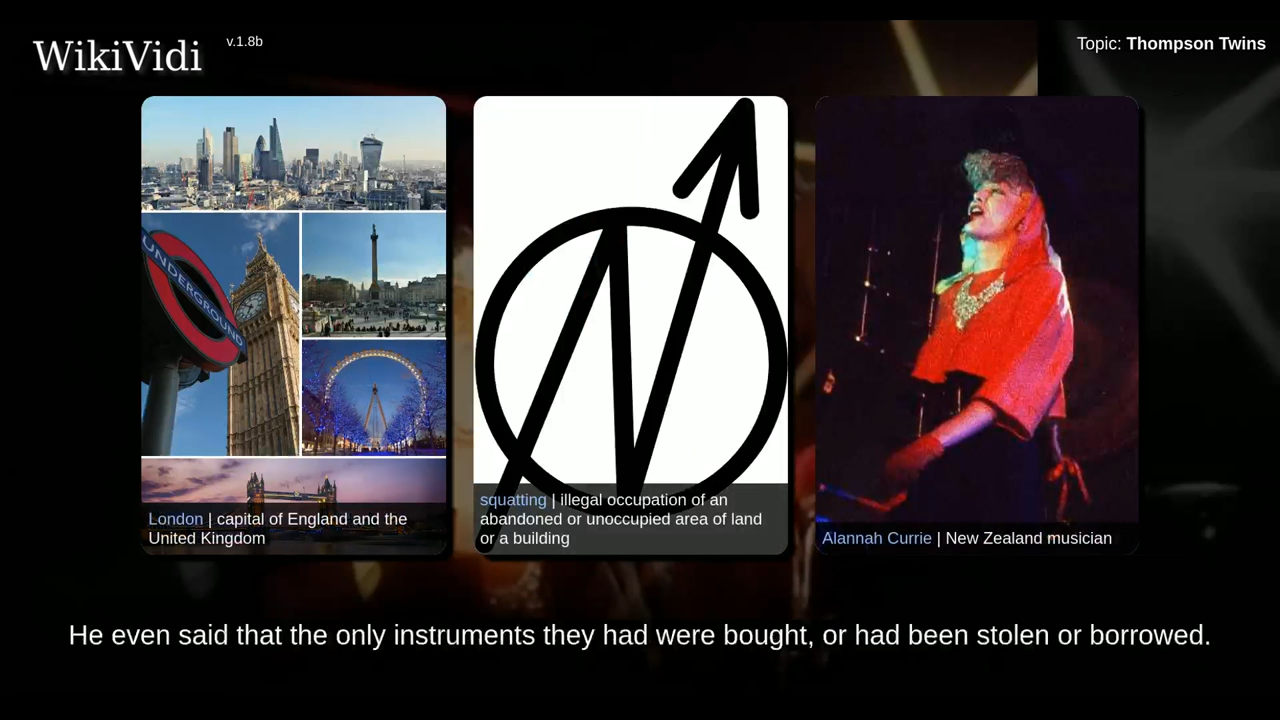 WikiVidi
v.1.8b
Topic: Thompson Twins
UNDERGROUND
London | capital of England and the
United Kingdom
squatting | illegal occupation of an
abandoned or unoccupied area of land
or a building
Alannah Currie | New Zealand musician
He even said that the only instruments they had were bought, or had been stolen or borrowed.